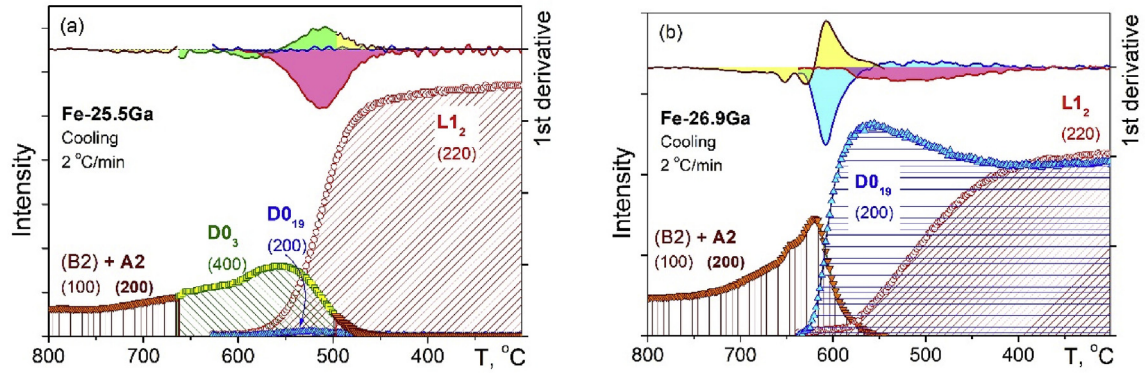 (a)
Fe-25.5Ga
Cooling
2 °C/min
L1₂
(220)
D0₁₉
(200)
D0₃
(400)
(B2) + A2
(100) (200)
Intensity
1st derivative
800 700 600 500 400 T, °C
(b)
Fe-26.9Ga
Cooling
2 °C/min
L1₂
(220)
D0₁₉
(200)
(B2) + A2
(100) (200)
Intensity
1st derivative
800 700 600 500 400 T, °C